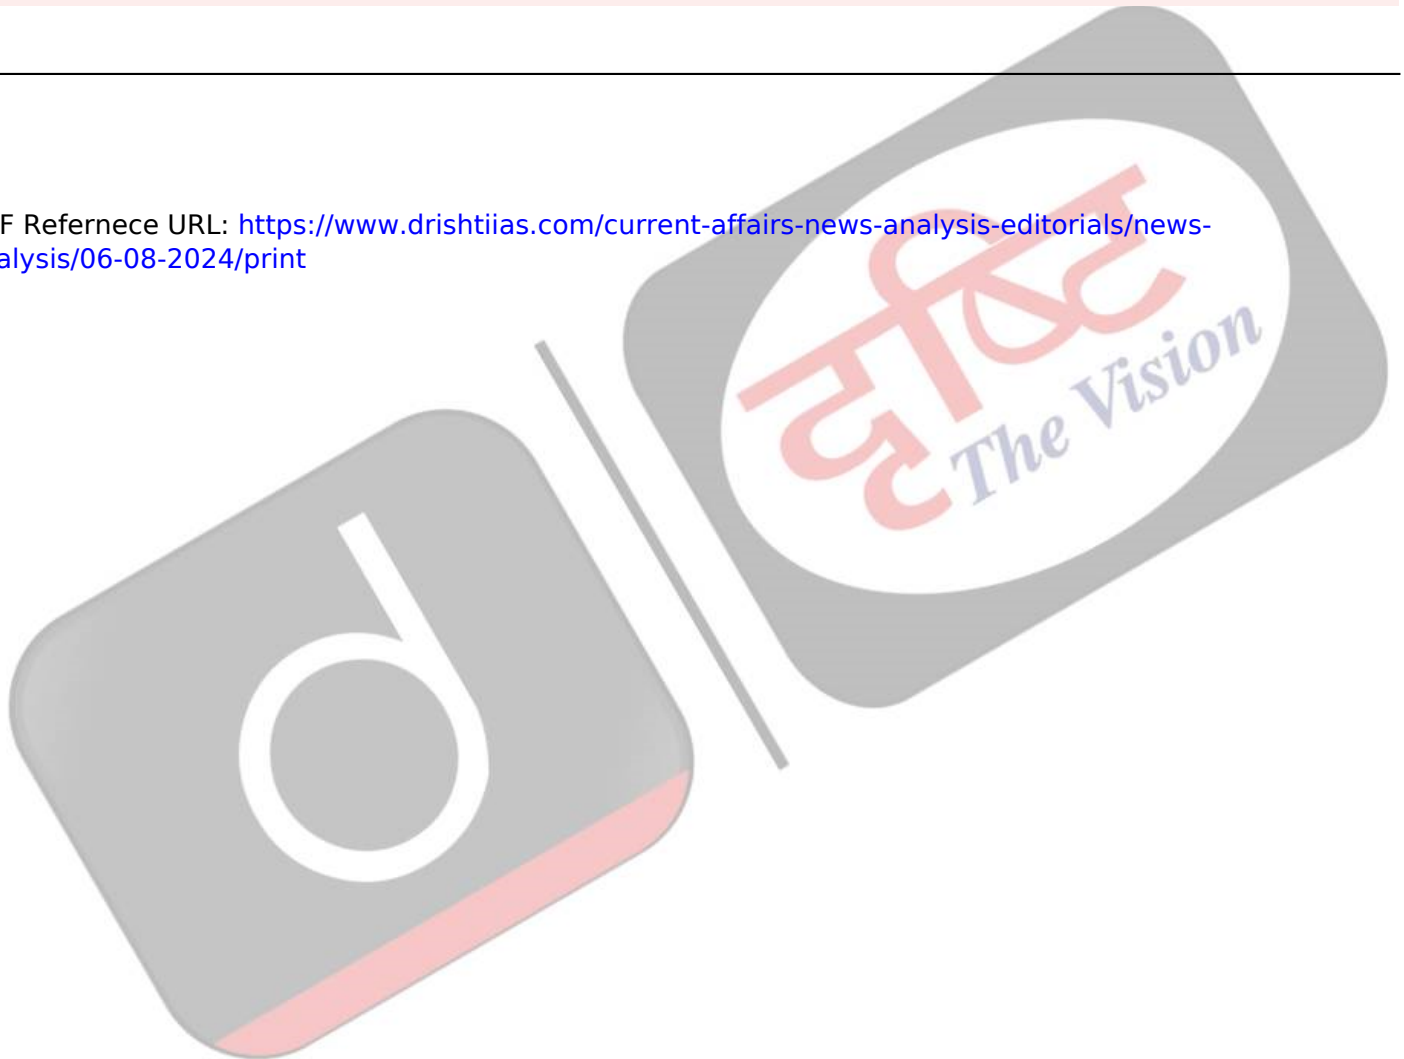 F Refernece URL: https://www.drishtiias.com/current-affairs-news-analysis-editorials/news-
alysis/06-08-2024/print
दृष्टि
The Vision
d